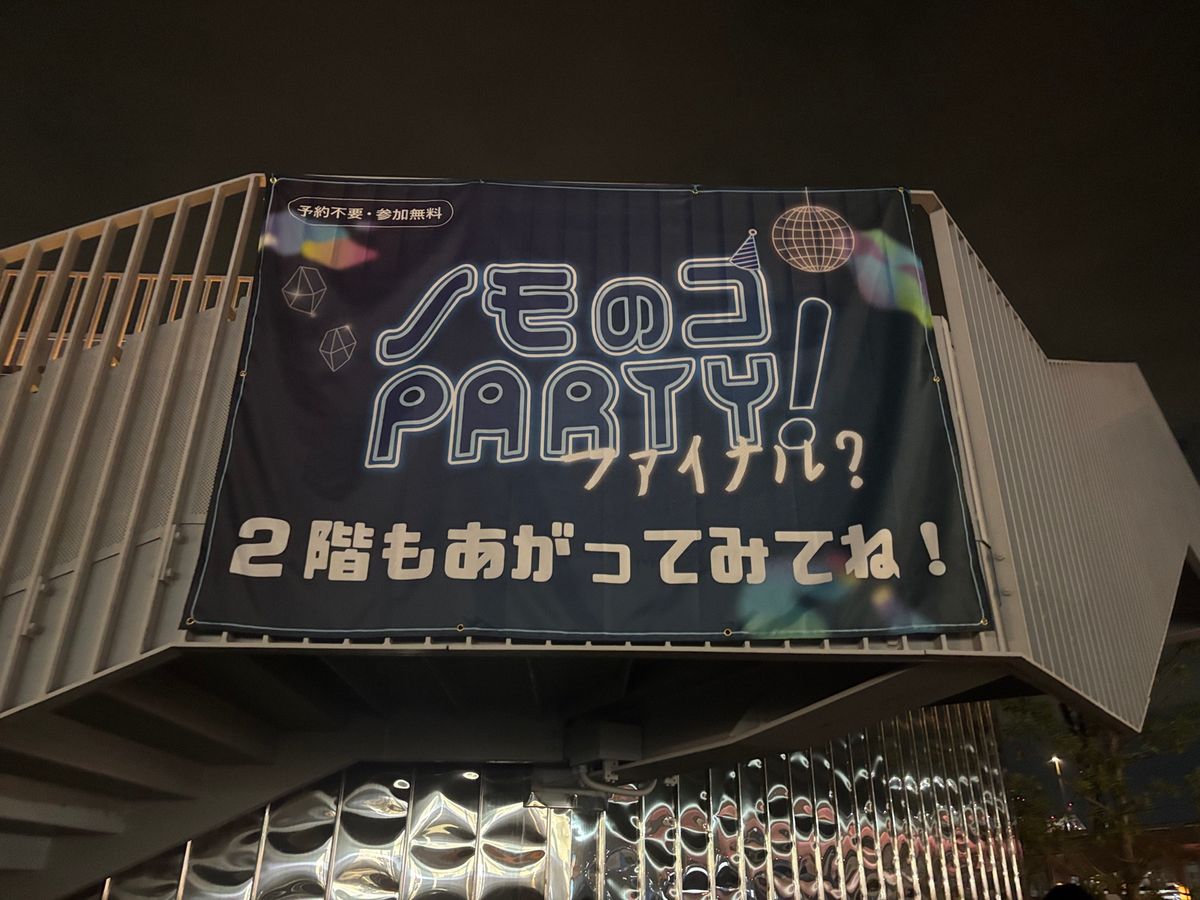 予約不要・参加無料
ノモのコ
PARTY!
ファイナル?
2階もあがってみてね!